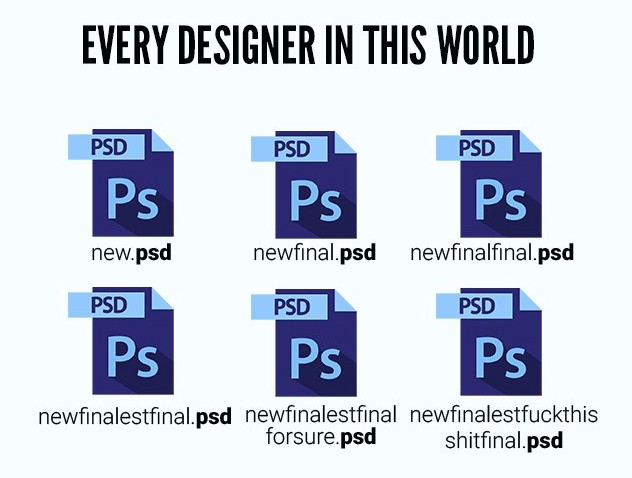 EVERY DESIGNER IN THIS WORLD
PSD PSD PSD
Ps Ps Ps
new.psd newfinal.psd newfinalfinal.psd
PSD PSD PSD
Ps Ps Ps
newfinalestfinal.psd newfinalestfinal newfinalestfuckthis
forsure.psd shitfinal.psd